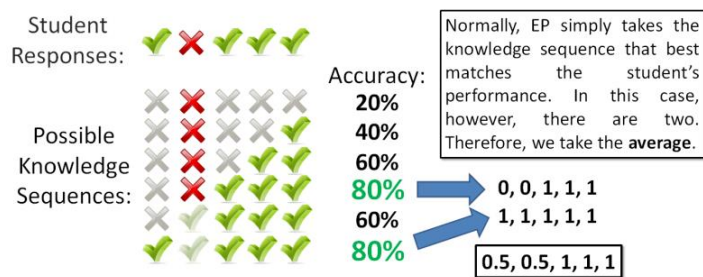 Student
Responses:
Normally, EP simply takes the
knowledge sequence that best
matches the student's
performance. In this case,
however, there are two.
Therefore, we take the average.
Accuracy:
Possible
Knowledge
Sequences:
20%
40%
60%
80%
60%
80%
0, 0, 1, 1, 1
1, 1, 1, 1, 1
0.5, 0.5, 1, 1, 1